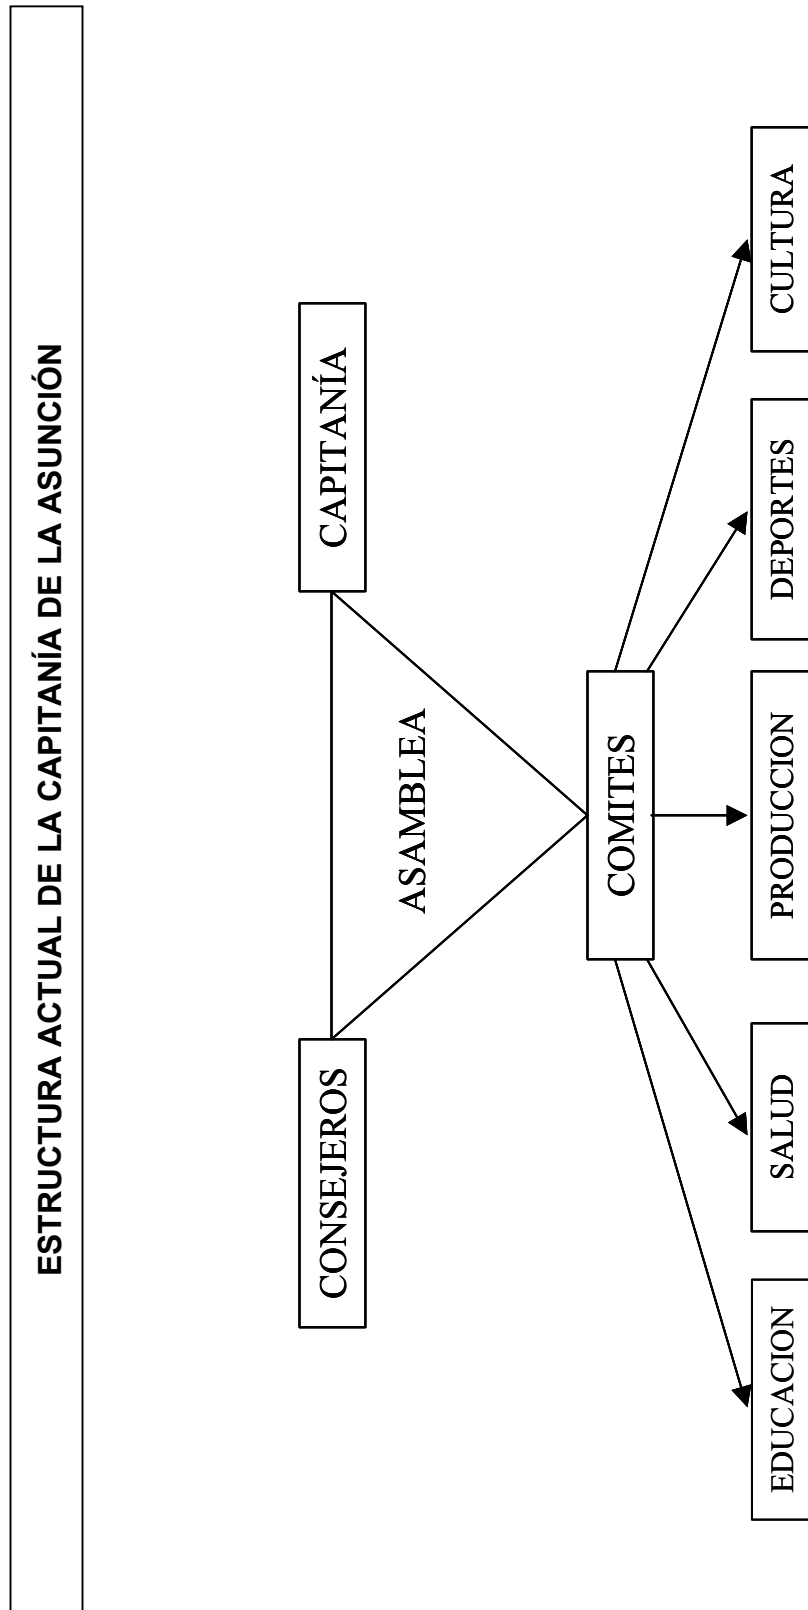 ESTRUCTURA ACTUAL DE LA CAPITANÍA DE LA ASUNCIÓN
CONSEJEROS
CAPITANÍA
ASAMBLEA
COMITES
EDUCACION
SALUD
PRODUCCION
DEPORTES
CULTURA